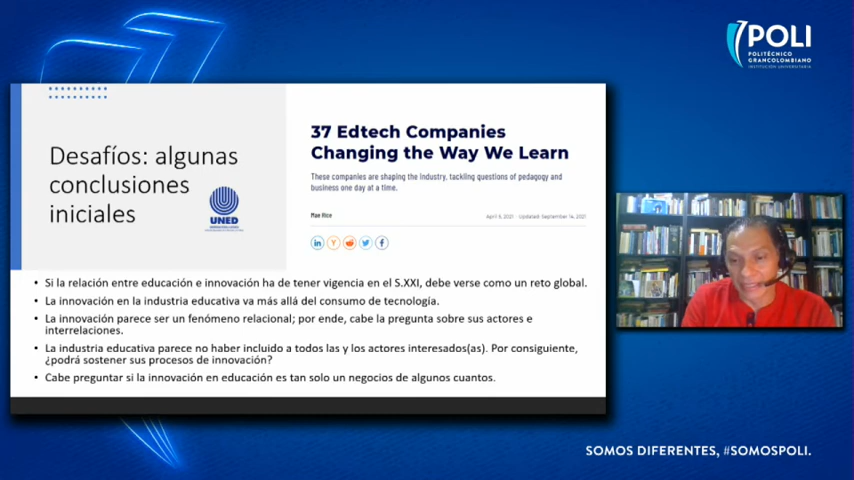 POLI
POLITÉCNICO
GRANCOLOMBIANO
INSTITUCIÓN UNIVERSITARIA
Desafíos: algunas
conclusiones
iniciales
UNED
37 Edtech Companies
Changing the Way We Learn
These companies are shaping the industry, tackling questions of pedagogy and
business one day at a time.
Mae Rice
April 6, 2021 · Updated: September 14, 2021
• Si la relación entre educación e innovación ha de tener vigencia en el S.XXI, debe verse como un reto global.
• La innovación en la industria educativa va más allá del consumo de tecnología.
• La innovación parece ser un fenómeno relacional; por ende, cabe la pregunta sobre sus actores e
interrelaciones.
• La industria educativa parece no haber incluido a todos las y los actores interesados(as). Por consiguiente,
¿podrá sostener sus procesos de innovación?
• Cabe preguntar si la innovación en educación es tan solo un negocios de algunos cuantos.
SOMOS DIFERENTES, #SOMOSPOLI.